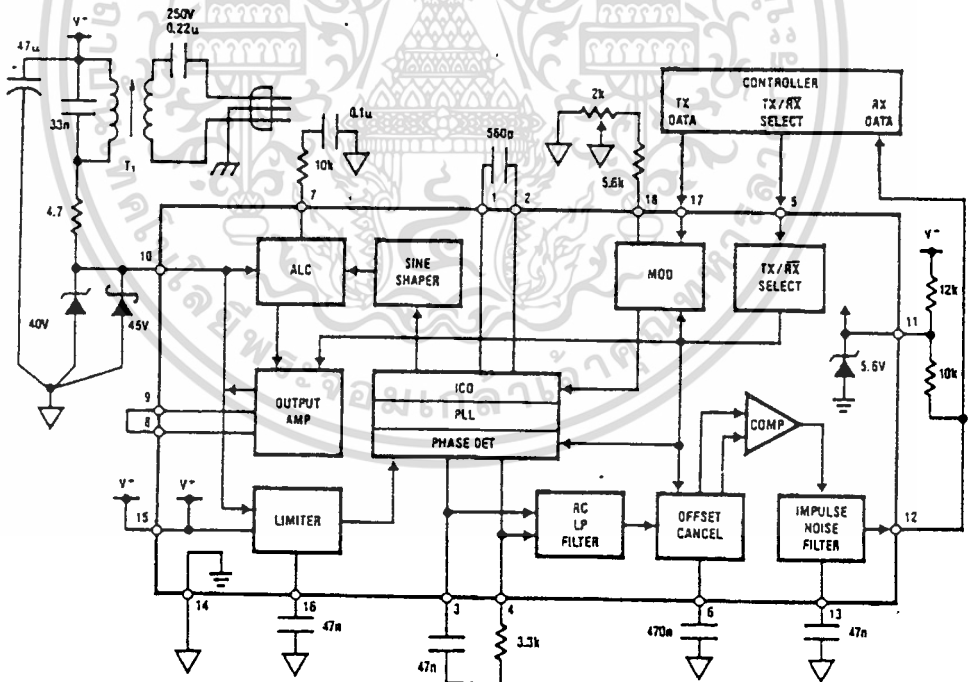 250V
0.22u
V+
47u
33n
T1
4.7
0.1u
10k
560p
2k
5.6k
CONTROLLER
TX DATA
TX/RX SELECT
RX DATA
7
1
2
18
17
5
10
ALC
SINE SHAPER
MOD
TX/RX SELECT
V+
12k
40V
45V
11
5.6V
10k
9
8
OUTPUT AMP
ICO
PLL
PHASE DET
COMP
V+
V+
15
LIMITER
RC LP FILTER
OFFSET CANCEL
IMPULSE NOISE FILTER
12
14
16
3
4
6
13
47n
47n
3.3k
470n
47n